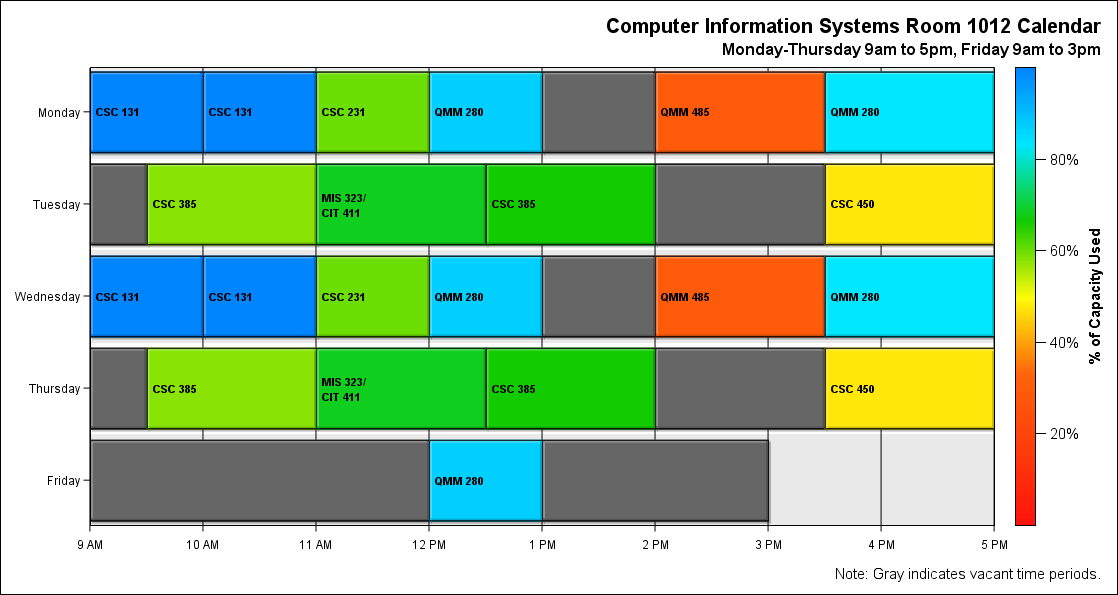 Computer Information Systems Room 1012 Calendar
Monday-Thursday 9am to 5pm, Friday 9am to 3pm
Monday
CSC 131
CSC 131
CSC 231
QMM 280
QMM 485
QMM 280
Tuesday
CSC 385
MIS 323/
CIT 411
CSC 385
CSC 450
Wednesday
CSC 131
CSC 131
CSC 231
QMM 280
QMM 485
QMM 280
Thursday
CSC 385
MIS 323/
CIT 411
CSC 385
CSC 450
Friday
QMM 280
9 AM
10 AM
11 AM
12 PM
1 PM
2 PM
3 PM
4 PM
5 PM
80%
60%
40%
20%
% of Capacity Used
Note: Gray indicates vacant time periods.